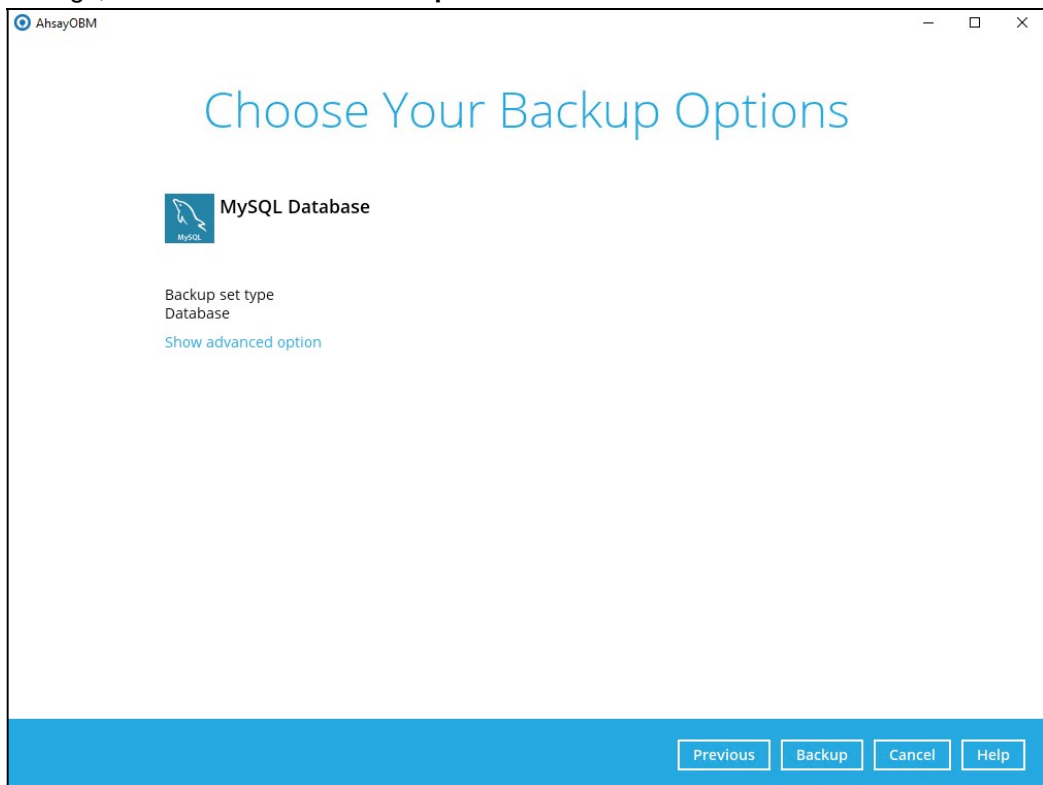 AhsayOBM
Choose Your Backup Options
MySQL Database
MySQL
Backup set type
Database
Show advanced option
Previous Backup Cancel Help